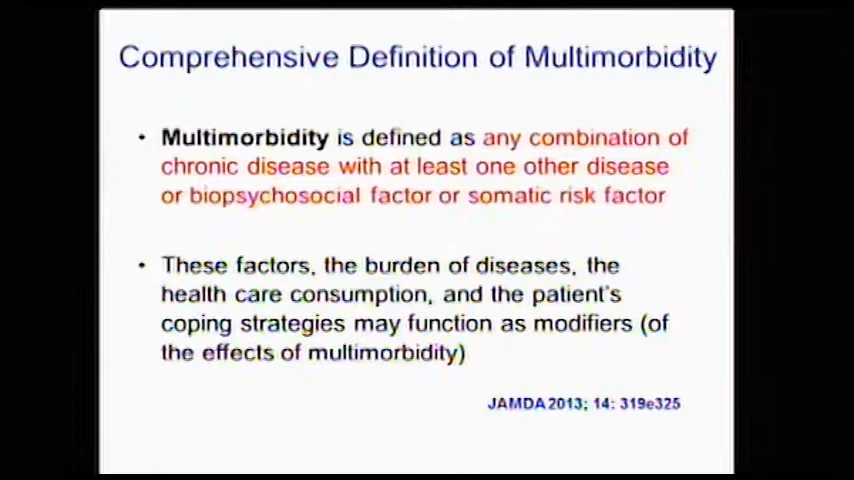 Comprehensive Definition of Multimorbidity
• Multimorbidity is defined as any combination of
chronic disease with at least one other disease
or biopsychosocial factor or somatic risk factor
• These factors, the burden of diseases, the
health care consumption, and the patient's
coping strategies may function as modifiers (of
the effects of multimorbidity)
JAMDA 2013; 14: 319e325